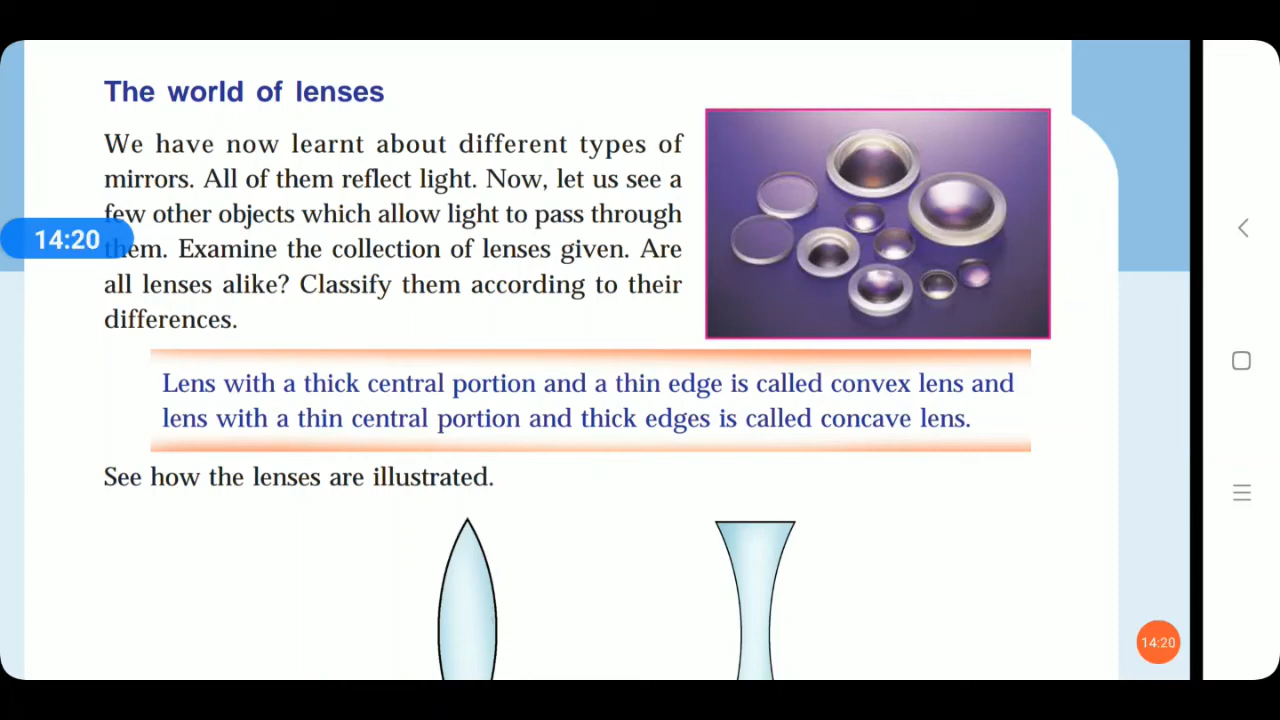 The world of lenses
We have now learnt about different types of
mirrors. All of them reflect light. Now, let us see a
few other objects which allow light to pass through
14:20
them. Examine the collection of lenses given. Are
all lenses alike? Classify them according to their
differences.
Lens with a thick central portion and a thin edge is called convex lens and
lens with a thin central portion and thick edges is called concave lens.
See how the lenses are illustrated.
14:20